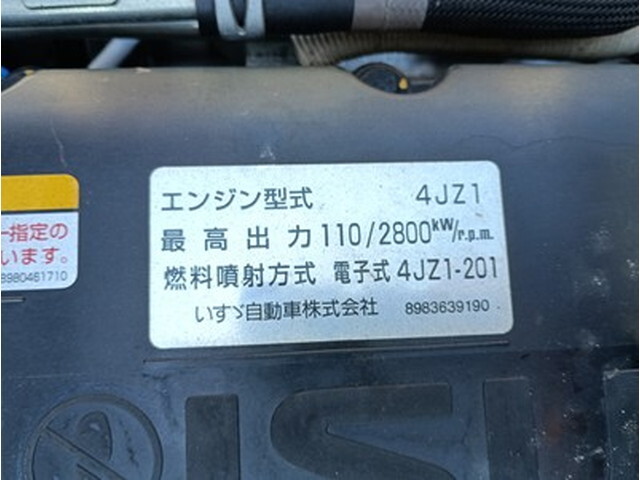 エンジン型式 4JZ1
最高出力 110/2800kW/r.p.m.
燃料噴射方式 電子式 4JZ1-201
いすゞ自動車株式会社 8983639190
指定の
います。
8980461710